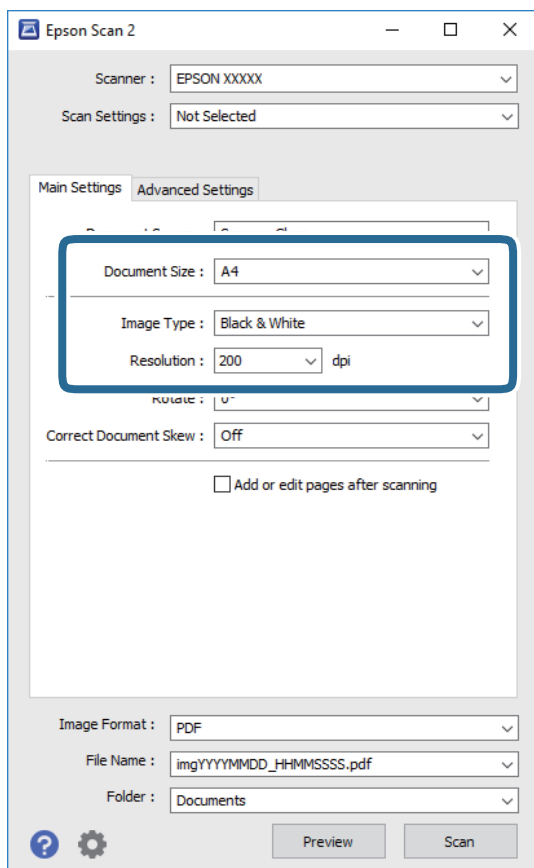 Epson Scan 2
Scanner : EPSON XXXXX
Scan Settings : Not Selected
Main Settings Advanced Settings
Document Size : A4
Image Type : Black & White
Resolution : 200 dpi
Rotate : 0°
Correct Document Skew : Off
Add or edit pages after scanning
Image Format : PDF
File Name : imgYYYYMMDD_HHMMSSSS.pdf
Folder : Documents
?
Preview Scan